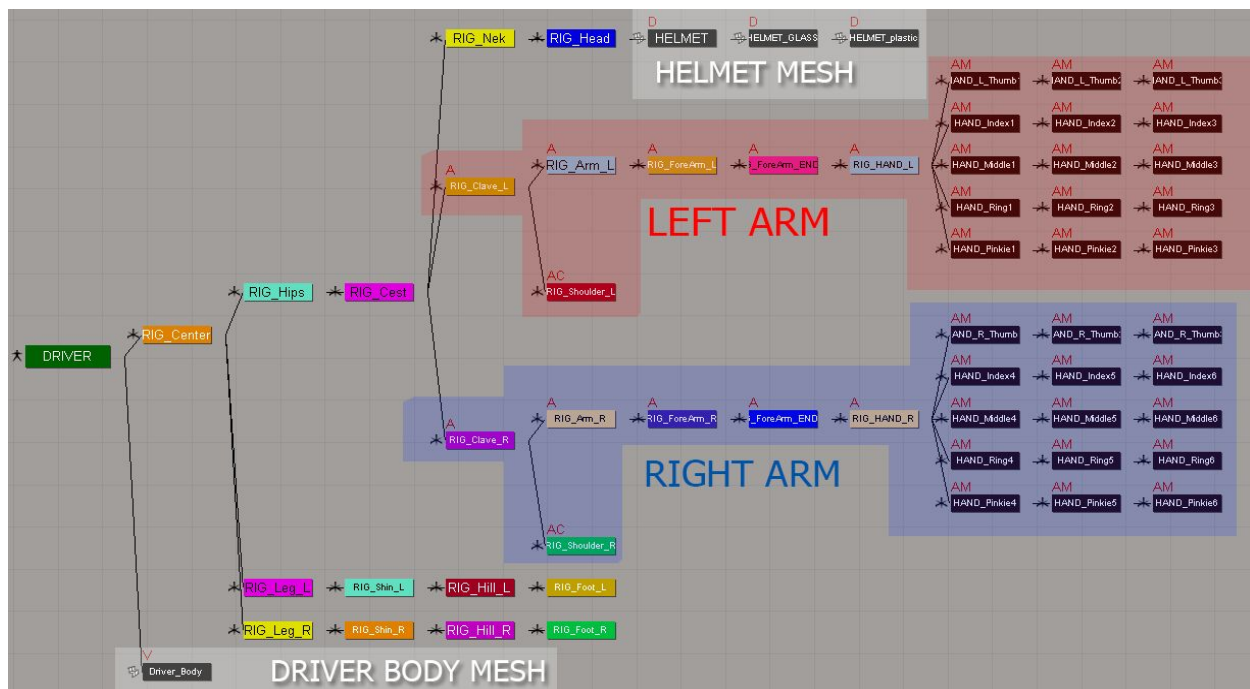 D D D
RIG_Nek RIG_Head HELMET HELMET_GLASS HELMET_plastic
HELMET MESH
AM AM AM
HAND_Index1 HAND_Index2 HAND_Index3
A A A A AM AM AM
RIG_Arm_L RIG_ForeArm_L RIG_HAND_L HAND_Middle1 HAND_Middle2 HAND_Middle3
A
RIG_Clave_L
AM AM AM
HAND_Ring1 HAND_Ring2 HAND_Ring3
LEFT ARM
AM AM AM
HAND_Pinkie1 HAND_Pinkie2 HAND_Pinkie3
AC
RIG_Hips RIG_Cest RIG_Shoulder_L
AM AM AM
RIG_Center
DRIVER
AM AM AM
HAND_Index4 HAND_Index5 HAND_Index6
A A A A AM AM AM
RIG_Arm_R RIG_ForeArm_R RIG_HAND_R HAND_Middle4 HAND_Middle5 HAND_Middle6
A
RIG_Clave_R
AM AM AM
HAND_Ring4 HAND_Ring5 HAND_Ring6
RIGHT ARM
AM AM AM
HAND_Pinkie4 HAND_Pinkie5 HAND_Pinkie6
AC
RIG_Shoulder_R
RIG_Leg_L RIG_Shin_L RIG_Hill_L RIG_Foot_L
RIG_Leg_R RIG_Shin_R RIG_Hill_R RIG_Foot_R
V
Driver_Body
DRIVER BODY MESH